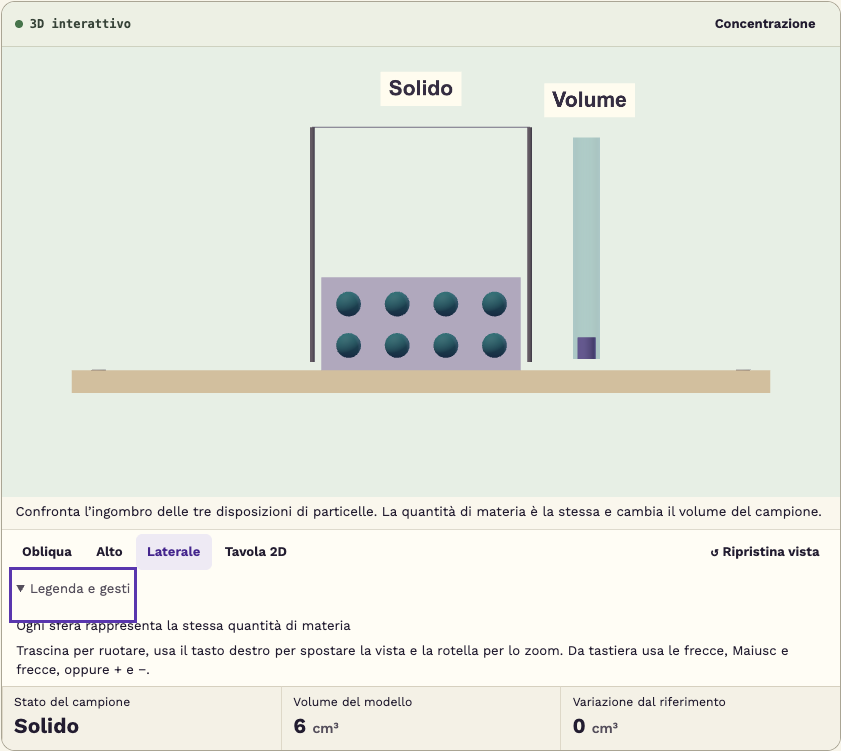 3D interattivo
Concentrazione
Solido
Volume
Confronta l’ingombro delle tre disposizioni di particelle. La quantità di materia è la stessa e cambia il volume del campione.
Obliqua Alto Laterale Tavola 2D
↺ Ripristina vista
▼ Legenda e gesti
Ogni sfera rappresenta la stessa quantità di materia
Trascina per ruotare, usa il tasto destro per spostare la vista e la rotella per lo zoom. Da tastiera usa le frecce, Maiusc e
frecce, oppure + e −.
Stato del campione
Solido
Volume del modello
6 cm³
Variazione dal riferimento
0 cm³